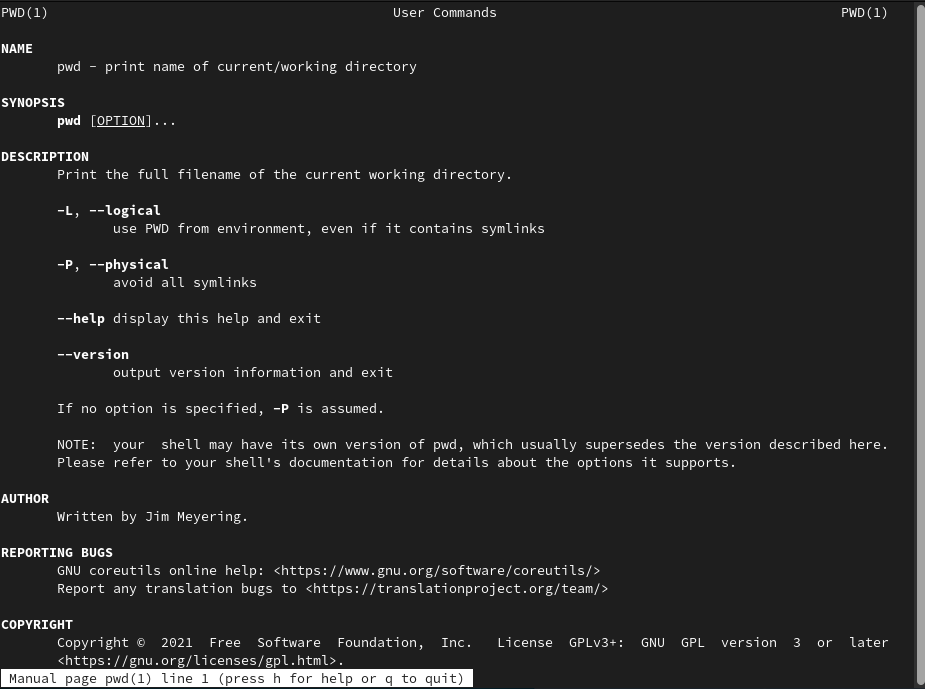 PWD(1) User Commands PWD(1)
NAME
pwd - print name of current/working directory
SYNOPSIS
pwd [OPTION]...
DESCRIPTION
Print the full filename of the current working directory.
-L, --logical
use PWD from environment, even if it contains symlinks
-P, --physical
avoid all symlinks
--help display this help and exit
--version
output version information and exit
If no option is specified, -P is assumed.
NOTE:  your  shell may have its own version of pwd, which usually supersedes the version described here.
Please refer to your shell's documentation for details about the options it supports.
AUTHOR
Written by Jim Meyering.
REPORTING BUGS
GNU coreutils online help: <https://www.gnu.org/software/coreutils/>
Report any translation bugs to <https://translationproject.org/team/>
COPYRIGHT
Copyright © 2021 Free Software Foundation, Inc. License GPLv3+: GNU GPL version 3 or later
<https://gnu.org/licenses/gpl.html>.
Manual page pwd(1) line 1 (press h for help or q to quit)